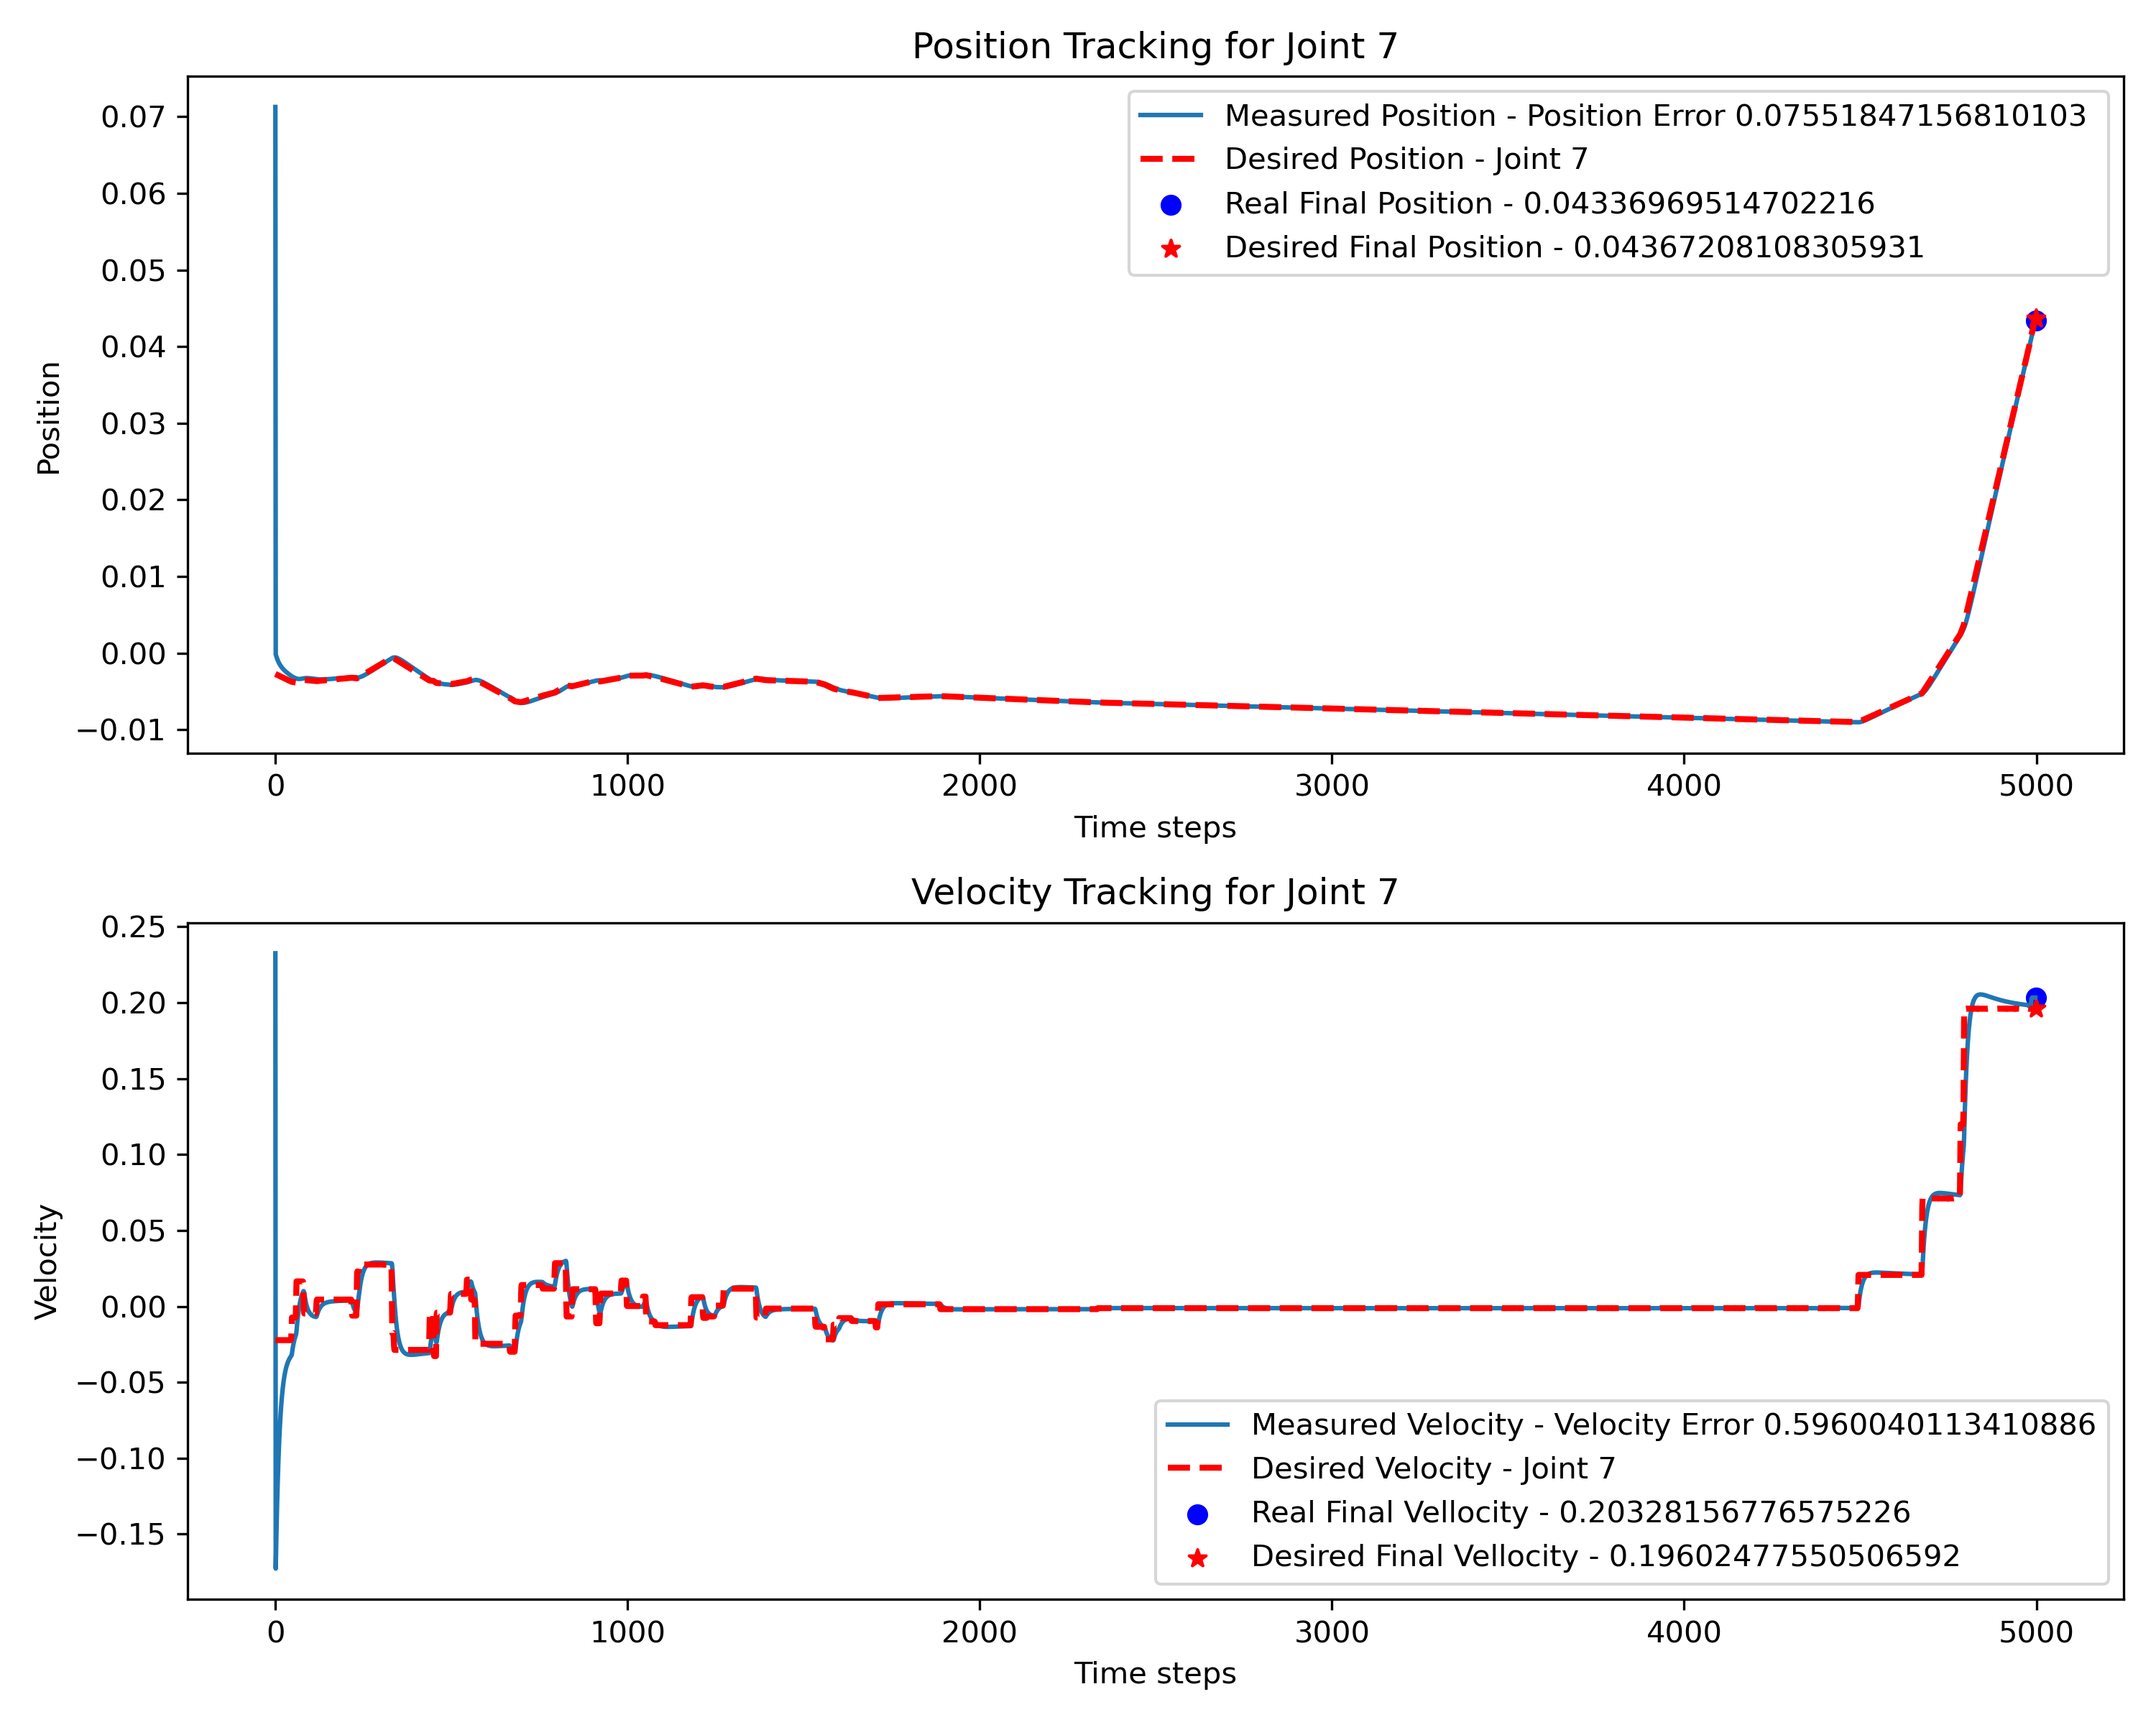 Position Tracking for Joint 7
0.07
0.06
0.05
0.04
0.03
0.02
0.01
0.00
−0.01
Position
Measured Position - Position Error 0.07551847156810103
Desired Position - Joint 7
Real Final Position - 0.04336969514702216
Desired Final Position - 0.04367208108305931
0 1000 2000 3000 4000 5000
Time steps
Velocity Tracking for Joint 7
0.25
0.20
0.15
0.10
0.05
0.00
−0.05
−0.10
−0.15
Velocity
Measured Velocity - Velocity Error 0.5960040113410886
Desired Velocity - Joint 7
Real Final Vellocity - 0.20328156776575226
Desired Final Vellocity - 0.19602477550506592
0 1000 2000 3000 4000 5000
Time steps